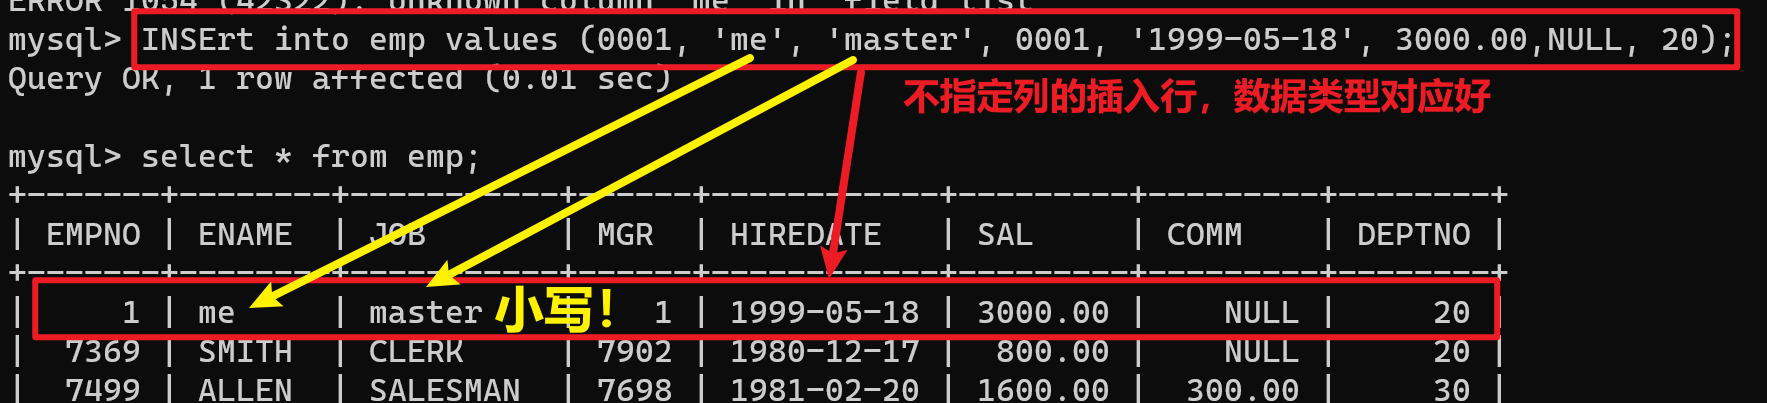 ERROR 1054 (42S22): Unknown column 'me' in 'field list'
mysql> INSErt into emp values (0001, 'me', 'master', 0001, '1999-05-18', 3000.00,NULL, 20);
Query OK, 1 row affected (0.01 sec)
不指定列的插入行，数据类型对应好
mysql> select * from emp;
+-------+--------+-----------+------+------------+---------+---------+--------+
| EMPNO | ENAME | JOB | MGR | HIREDATE | SAL | COMM | DEPTNO |
+-------+--------+-----------+------+------------+---------+---------+--------+
| 1 | me | master 小写！ | 1 | 1999-05-18 | 3000.00 | NULL | 20 |
| 7369 | SMITH | CLERK | 7902 | 1980-12-17 | 800.00 | NULL | 20 |
| 7499 | ALLEN | SALESMAN | 7698 | 1981-02-20 | 1600.00 | 300.00 | 30 |